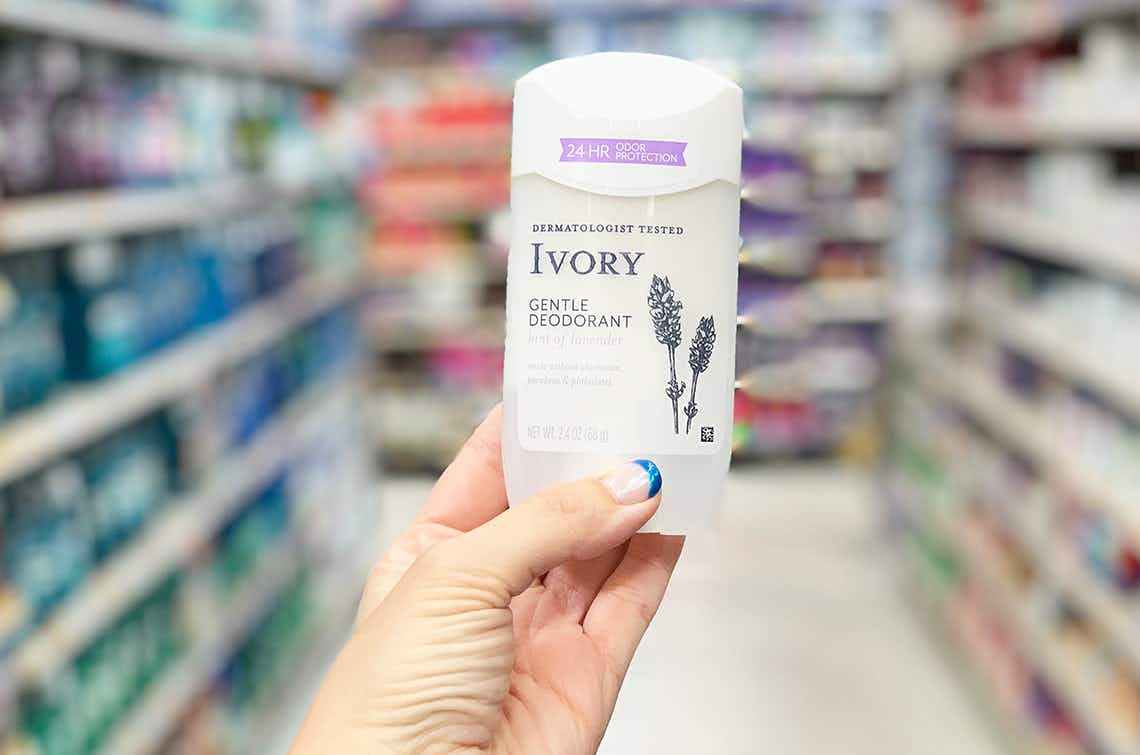 24 HR ODOR
PROTECTION
DERMATOLOGIST TESTED
IVORY
GENTLE
DEODORANT
hint of lavender
made without aluminum,
parabens & phthalates
NET WT. 2.4 OZ (68 g)